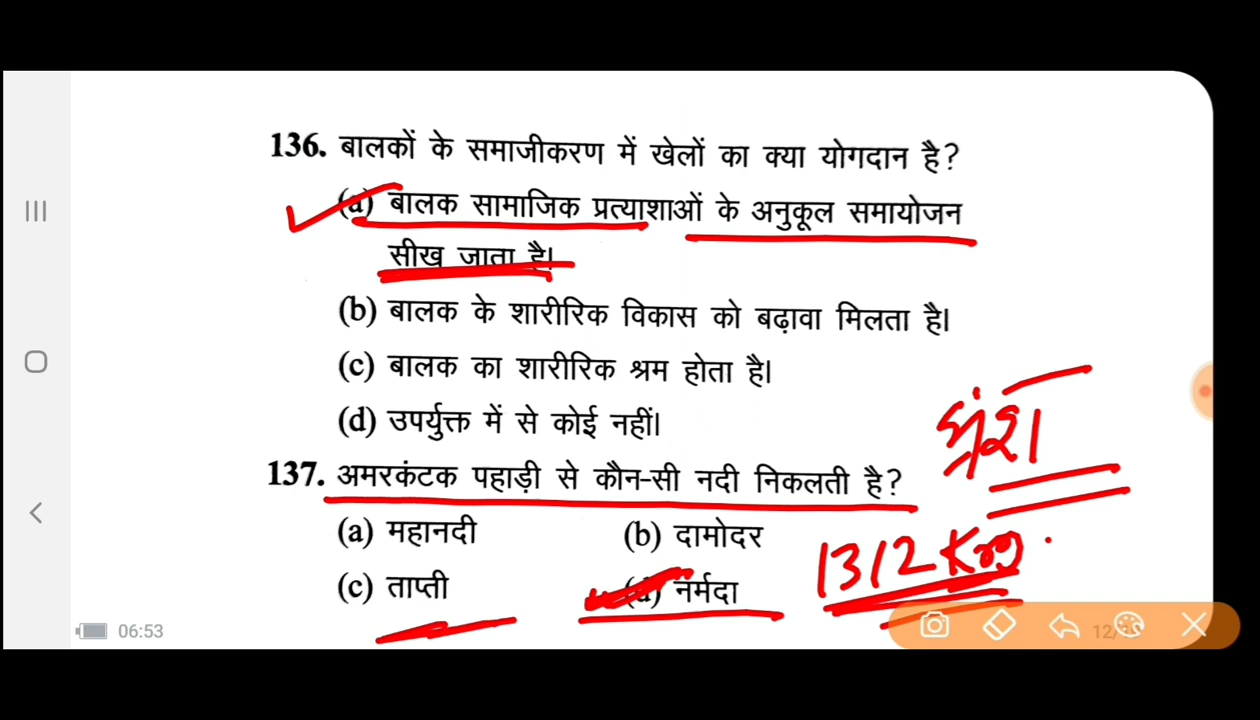 136. बालकों के समाजीकरण में खेलों का क्या योगदान है?
(a) बालक सामाजिक प्रत्याशाओं के अनुकूल समायोजन
सीख जाता है।
(b) बालक के शारीरिक विकास को बढ़ावा मिलता है।
(c) बालक का शारीरिक श्रम होता है।
(d) उपर्युक्त में से कोई नहीं।
137. अमरकंटक पहाड़ी से कौन-सी नदी निकलती है?
(a) महानदी (b) दामोदर
(c) ताप्ती (d) नर्मदा
भ्रंश
1312 Km
06:53